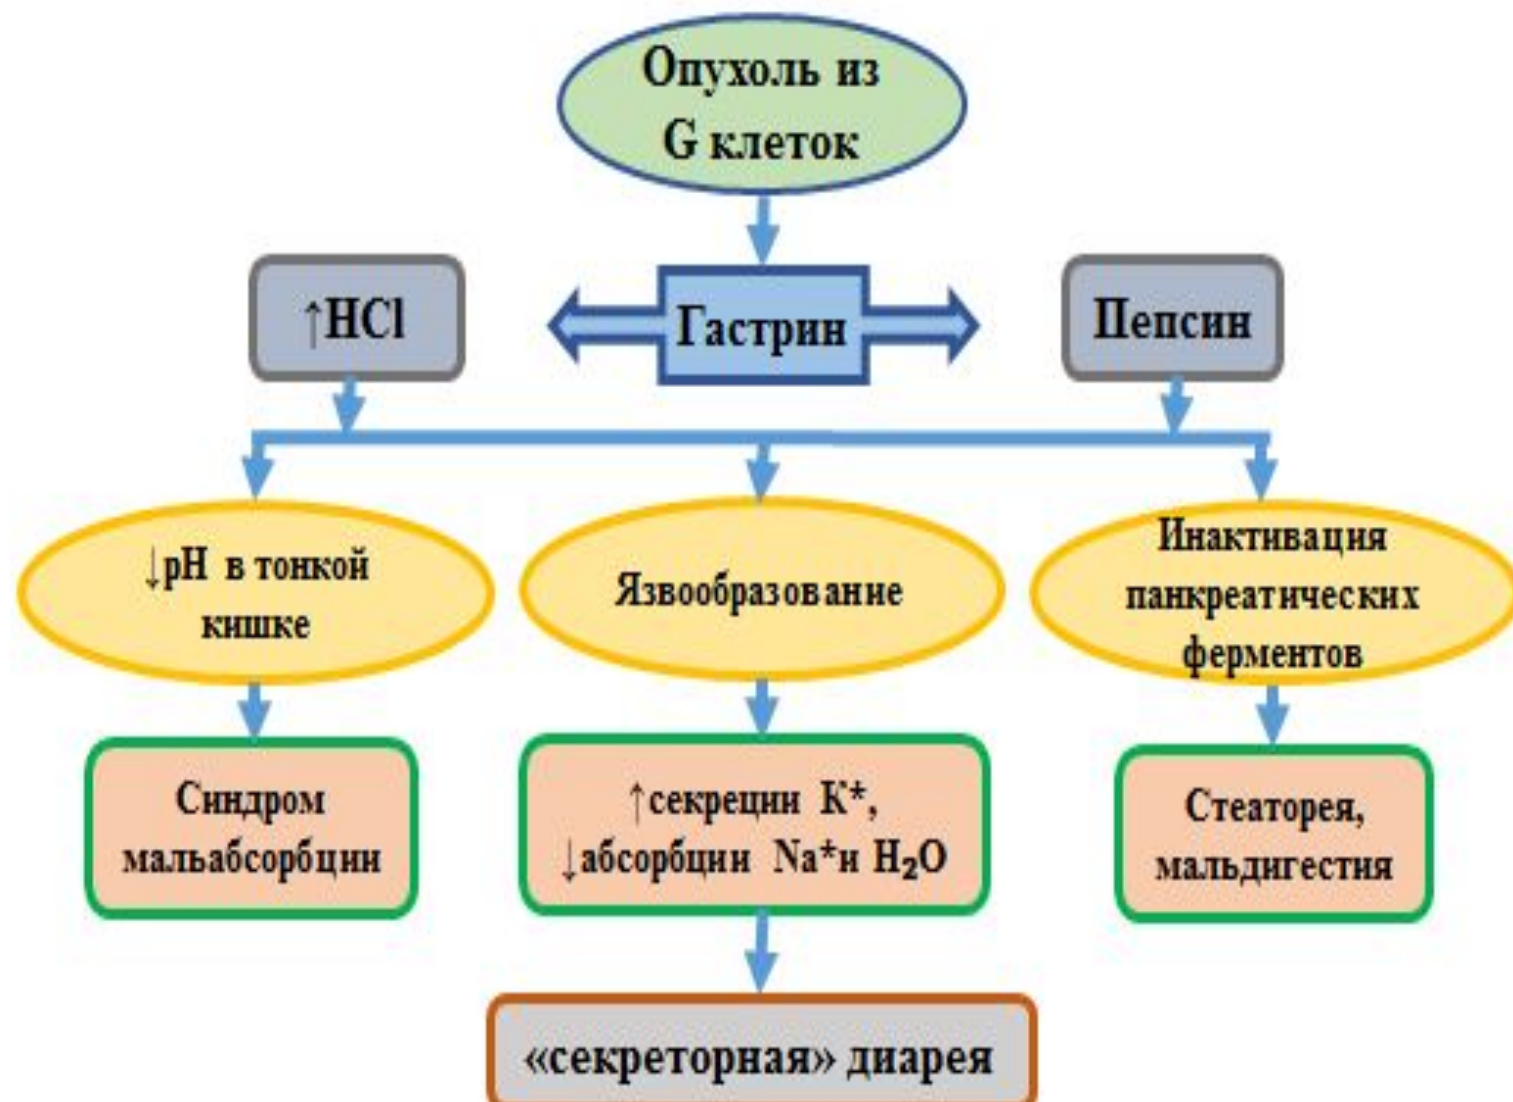 Опухоль из
G клеток
↑HCl
Гастрин
Пепсин
↓pH в тонкой
кишке
Язвообразование
Инактивация
панкреатических
ферментов
Синдром
мальабсорбции
↑секреции K*,
↓абсорбции Na*и H₂O
Стеаторея,
мальдигестия
«секреторная» диарея